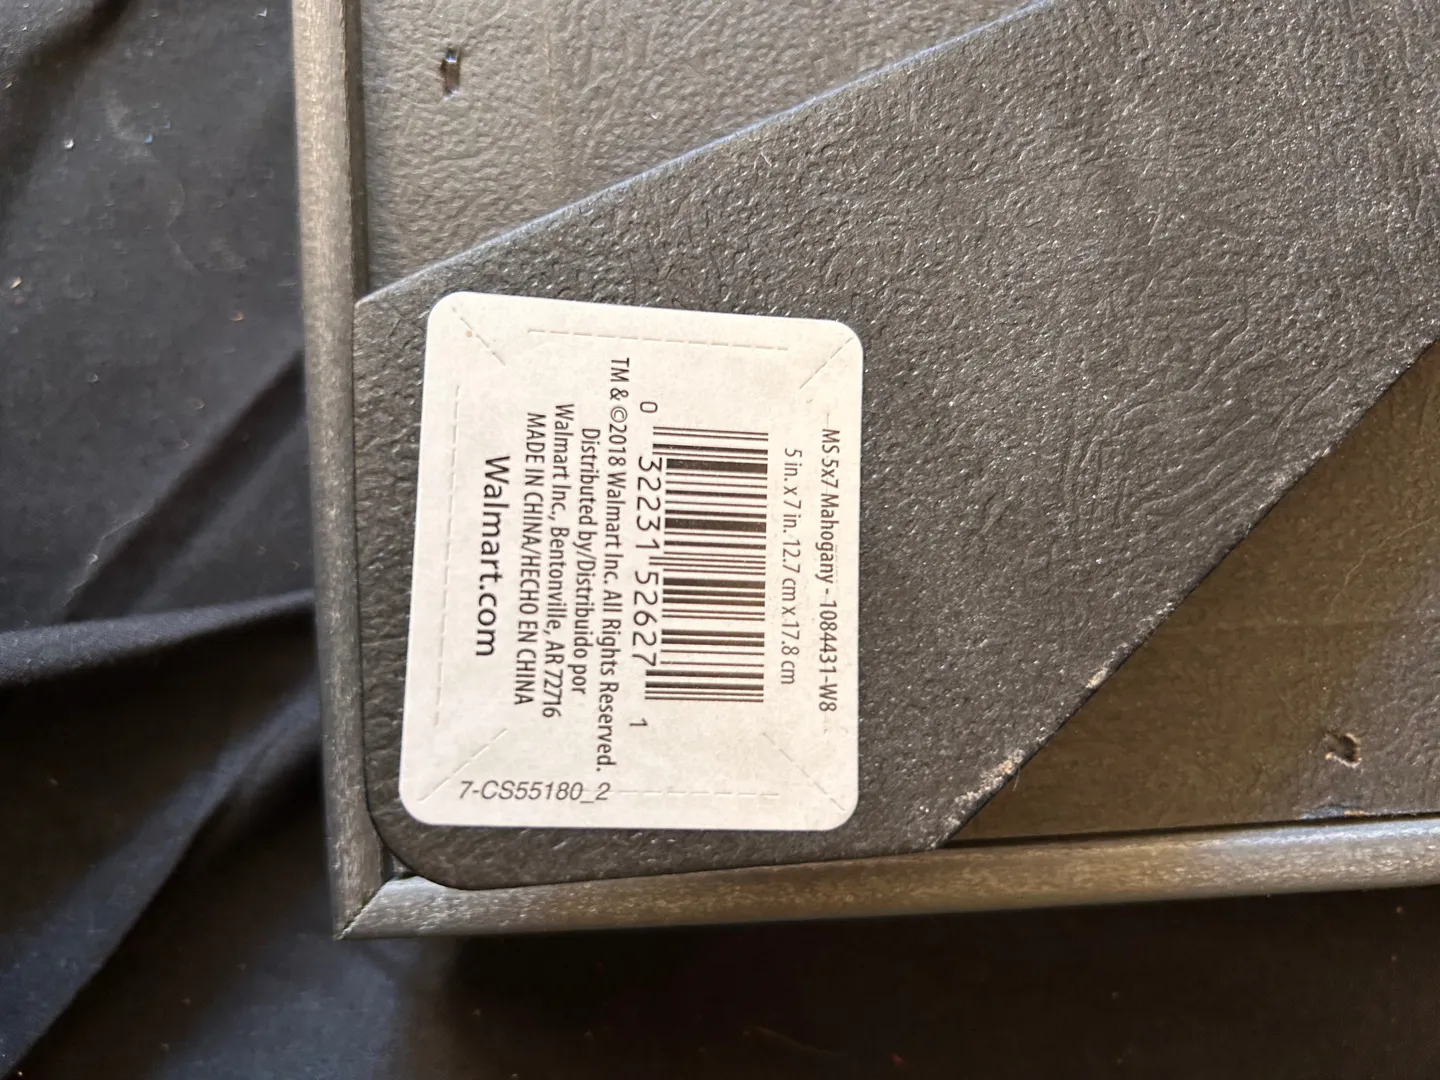 MS 5x7 Mahogany - 1084431-W8
5 in. x 7 in. 12.7 cm x 17.8 cm
0 32231 52627 1
TM & ©2018 Walmart Inc. All Rights Reserved.
Distributed by/Distribuido por
Walmart Inc., Bentonville, AR 72716
MADE IN CHINA/HECHO EN CHINA
Walmart.com
7-CS55180_2